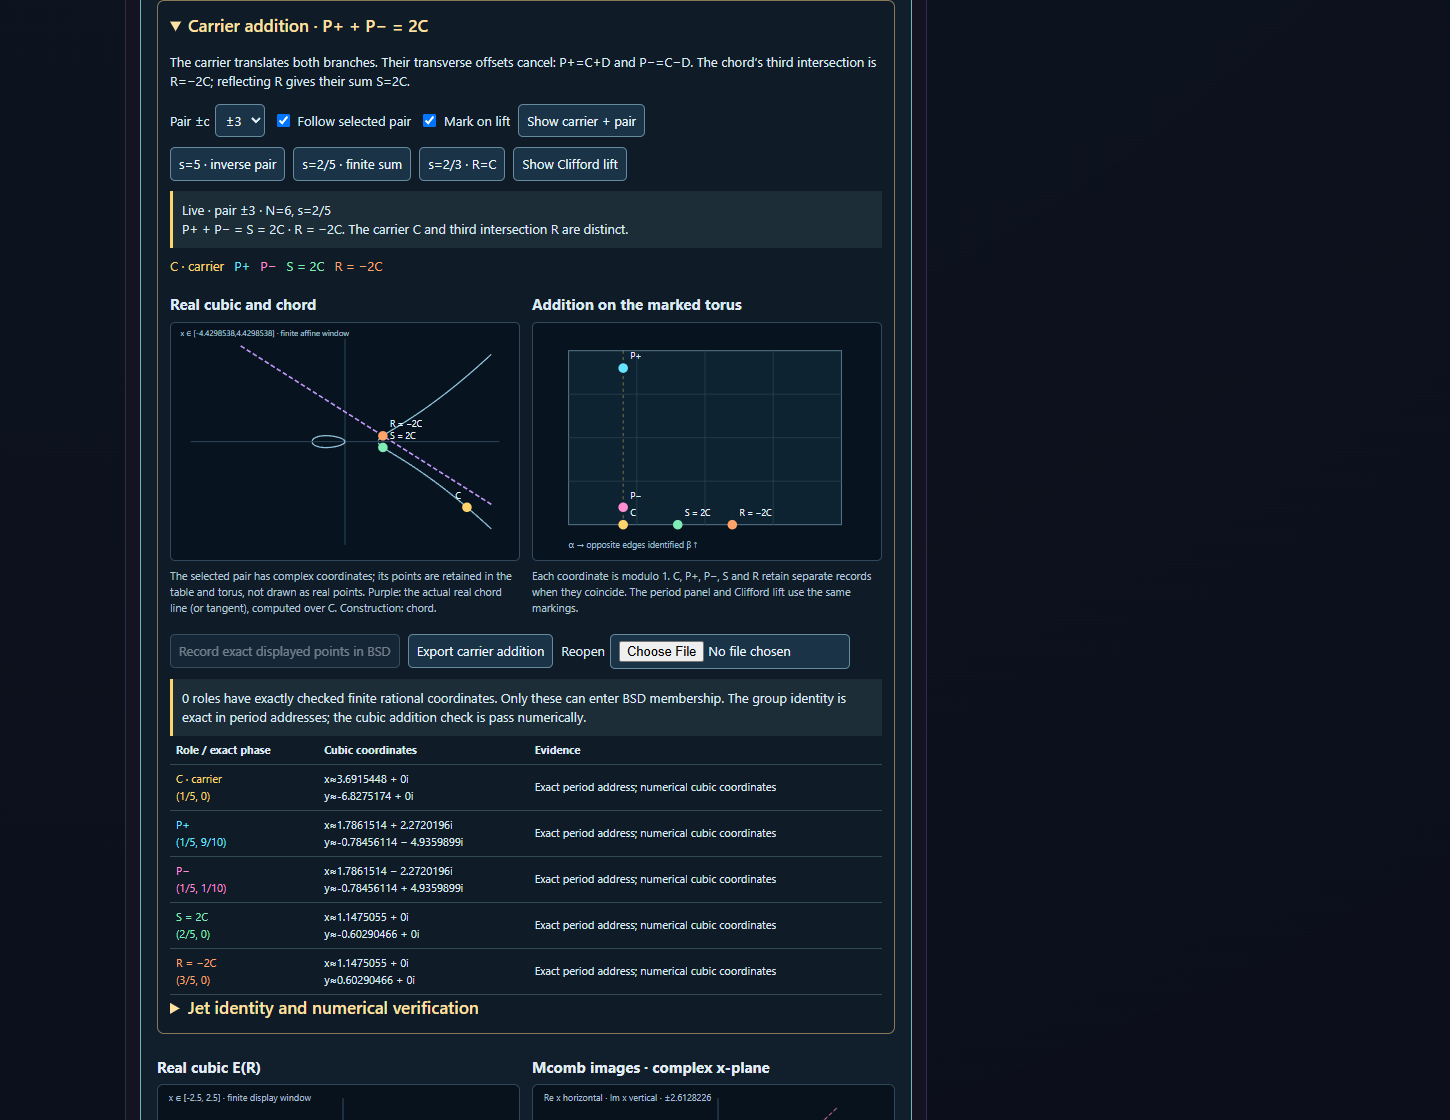 ▼ Carrier addition · P+ + P− = 2C
The carrier translates both branches. Their transverse offsets cancel: P+=C+D and P−=C−D. The chord's third intersection is
R=−2C; reflecting R gives their sum S=2C.
Pair ±c ±3 Follow selected pair Mark on lift Show carrier + pair
s=5 · inverse pair s=2/5 · finite sum s=2/3 · R=C Show Clifford lift
Live · pair ±3 · N=6, s=2/5
P+ + P− = S = 2C · R = −2C. The carrier C and third intersection R are distinct.
C · carrier P+ P− S = 2C R = −2C
Real cubic and chord
x ∈ [-4.4298538,4.4298538] · finite affine window
R = −2C
S = 2C
C
The selected pair has complex coordinates; its points are retained in the
table and torus, not drawn as real points. Purple: the actual real chord
line (or tangent), computed over C. Construction: chord.
Addition on the marked torus
P+
P−
C
S = 2C
R = −2C
α → opposite edges identified β ↑
Each coordinate is modulo 1. C, P+, P−, S and R retain separate records
when they coincide. The period panel and Clifford lift use the same
markings.
Record exact displayed points in BSD Export carrier addition Reopen Choose File No file chosen
0 roles have exactly checked finite rational coordinates. Only these can enter BSD membership. The group identity is
exact in period addresses; the cubic addition check is pass numerically.
Role / exact phase Cubic coordinates Evidence
C · carrier x≈3.6915448 + 0i
(1/5, 0) y≈-6.8275174 + 0i Exact period address; numerical cubic coordinates
P+ x≈1.7861514 + 2.2720196i
(1/5, 9/10) y≈-0.78456114 − 4.9359899i Exact period address; numerical cubic coordinates
P− x≈1.7861514 − 2.2720196i
(1/5, 1/10) y≈-0.78456114 + 4.9359899i Exact period address; numerical cubic coordinates
S = 2C x≈1.1475055 + 0i
(2/5, 0) y≈-0.60290466 + 0i Exact period address; numerical cubic coordinates
R = −2C x≈1.1475055 + 0i
(3/5, 0) y≈0.60290466 + 0i Exact period address; numerical cubic coordinates
▶ Jet identity and numerical verification
Real cubic E(R)
x ∈ [-2.5, 2.5] · finite display window
Mcomb images · complex x-plane
Re x horizontal · Im x vertical · ±2.6128226